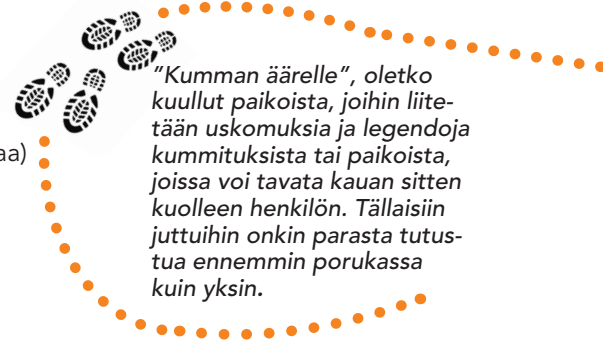 "Kumman äärelle", oletko
kuullut paikoista, joihin liite-
tään uskomuksia ja legendoja
kummituksista tai paikoista,
aa)
joissa voi tavata kauan sitten
kuolleen henkilön. Tällaisiin
juttuihin onkin parasta tutus-
tua ennemmin porukassa
kuin yksin.